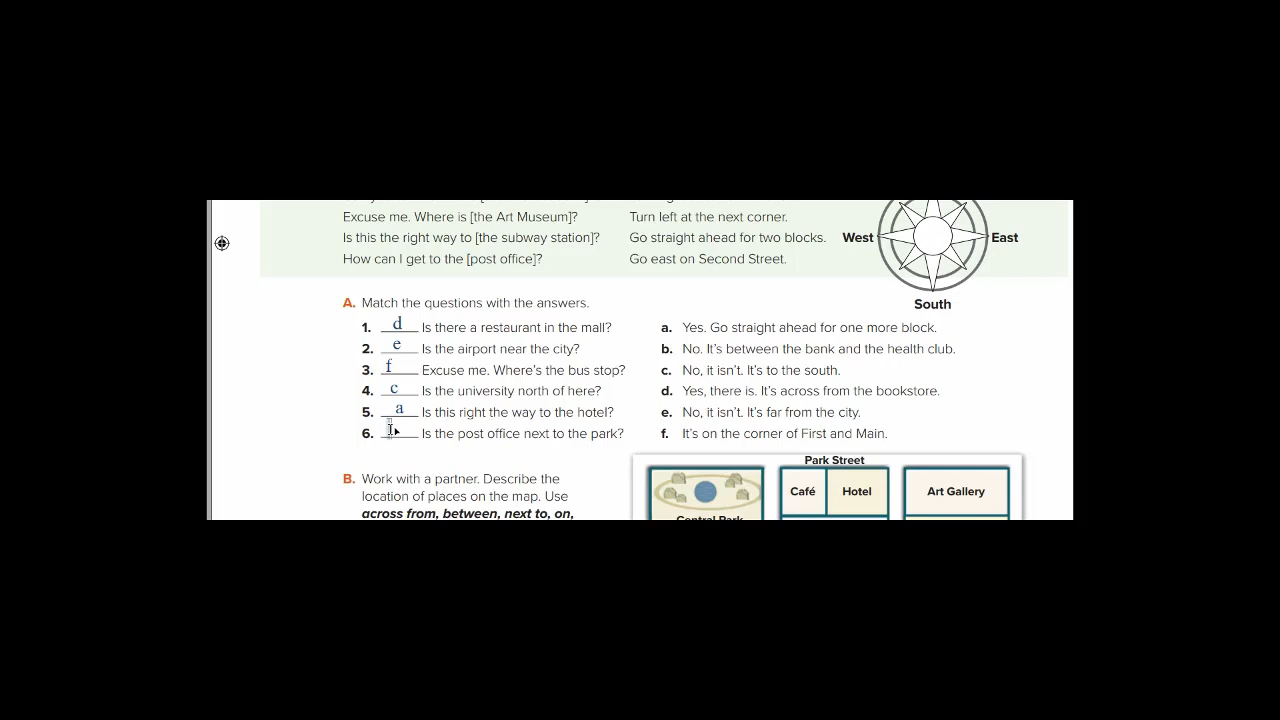 Excuse me. Where is [the Art Museum]? Turn left at the next corner.
Is this the right way to [the subway station]? Go straight ahead for two blocks.
How can I get to the [post office]? Go east on Second Street.
West
East
South
A. Match the questions with the answers.
1. d Is there a restaurant in the mall?
2. e Is the airport near the city?
3. f Excuse me. Where's the bus stop?
4. c Is the university north of here?
5. a Is this right the way to the hotel?
6. Is the post office next to the park?
a. Yes. Go straight ahead for one more block.
b. No. It's between the bank and the health club.
c. No, it isn't. It's to the south.
d. Yes, there is. It's across from the bookstore.
e. No, it isn't. It's far from the city.
f. It's on the corner of First and Main.
B. Work with a partner. Describe the
location of places on the map. Use
across from, between, next to, on,
Park Street
Café
Hotel
Art Gallery
Central Park